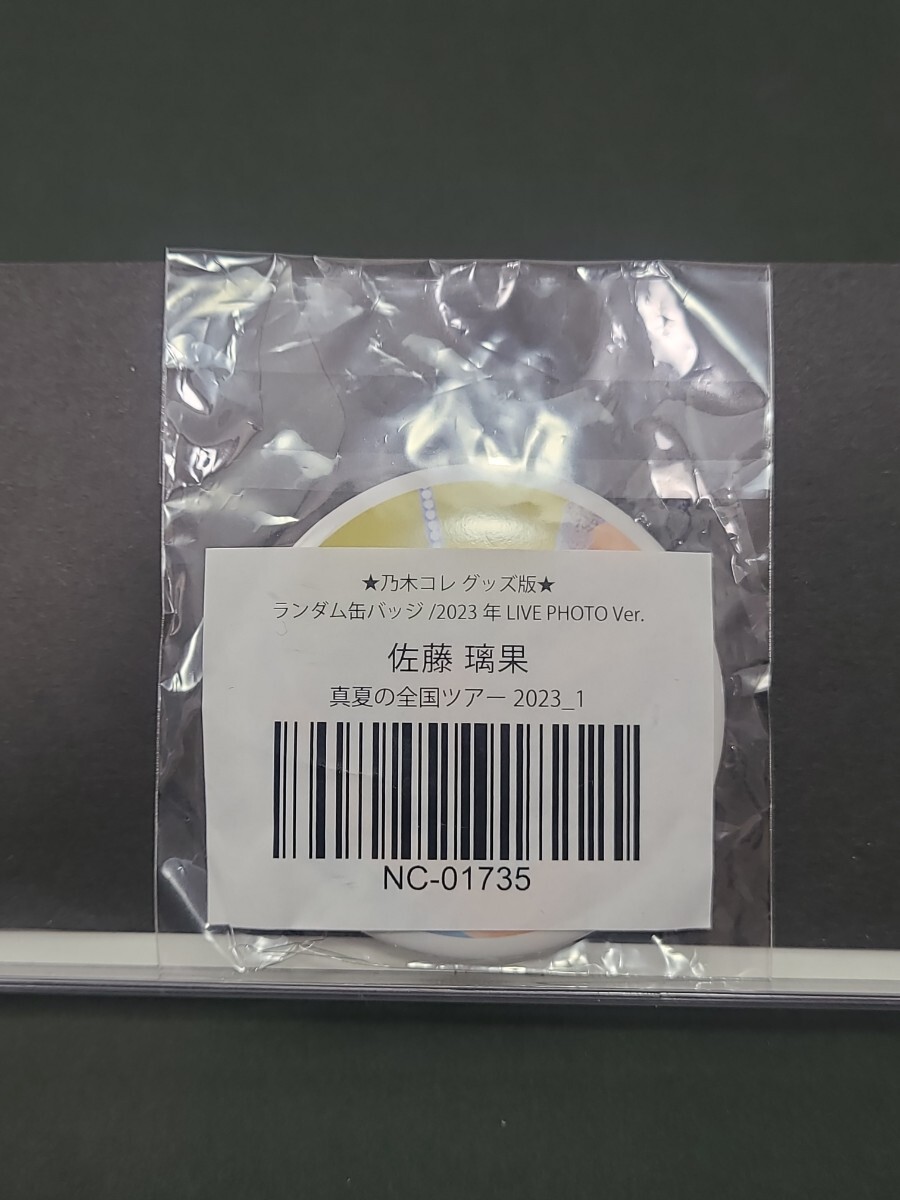 ★乃木コレ グッズ版★
ランダム缶バッジ /2023 年 LIVE PHOTO Ver.
佐藤 璃果
真夏の全国ツアー 2023_1
NC-01735